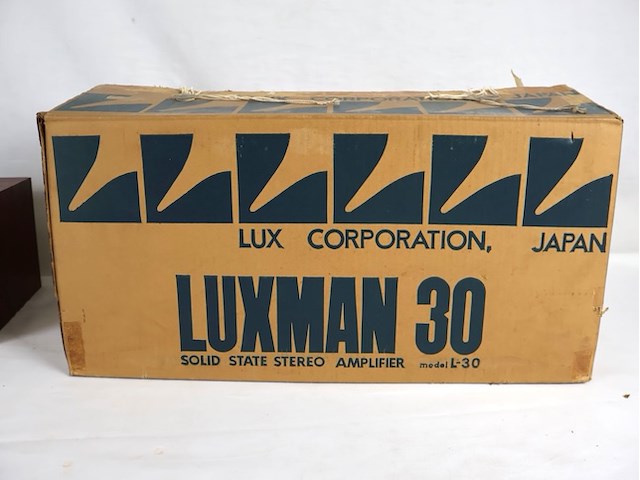 LUX CORPORATION, JAPAN
LUXMAN 30
SOLID STATE STEREO AMPLIFIER model L-30